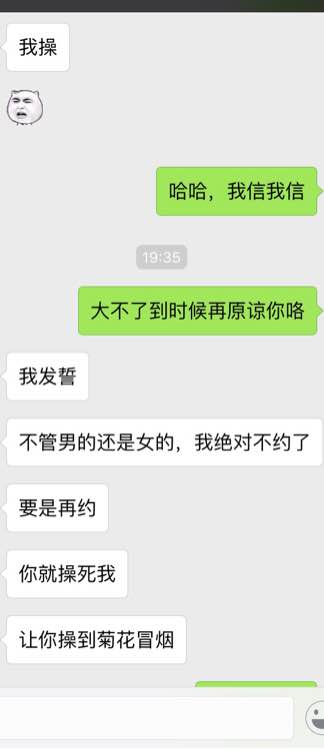 我操
哈哈，我信我信
19:35
大不了到时候再原谅你咯
我发誓
不管男的还是女的，我绝对不约了
要是再约
你就操死我
让你操到菊花冒烟